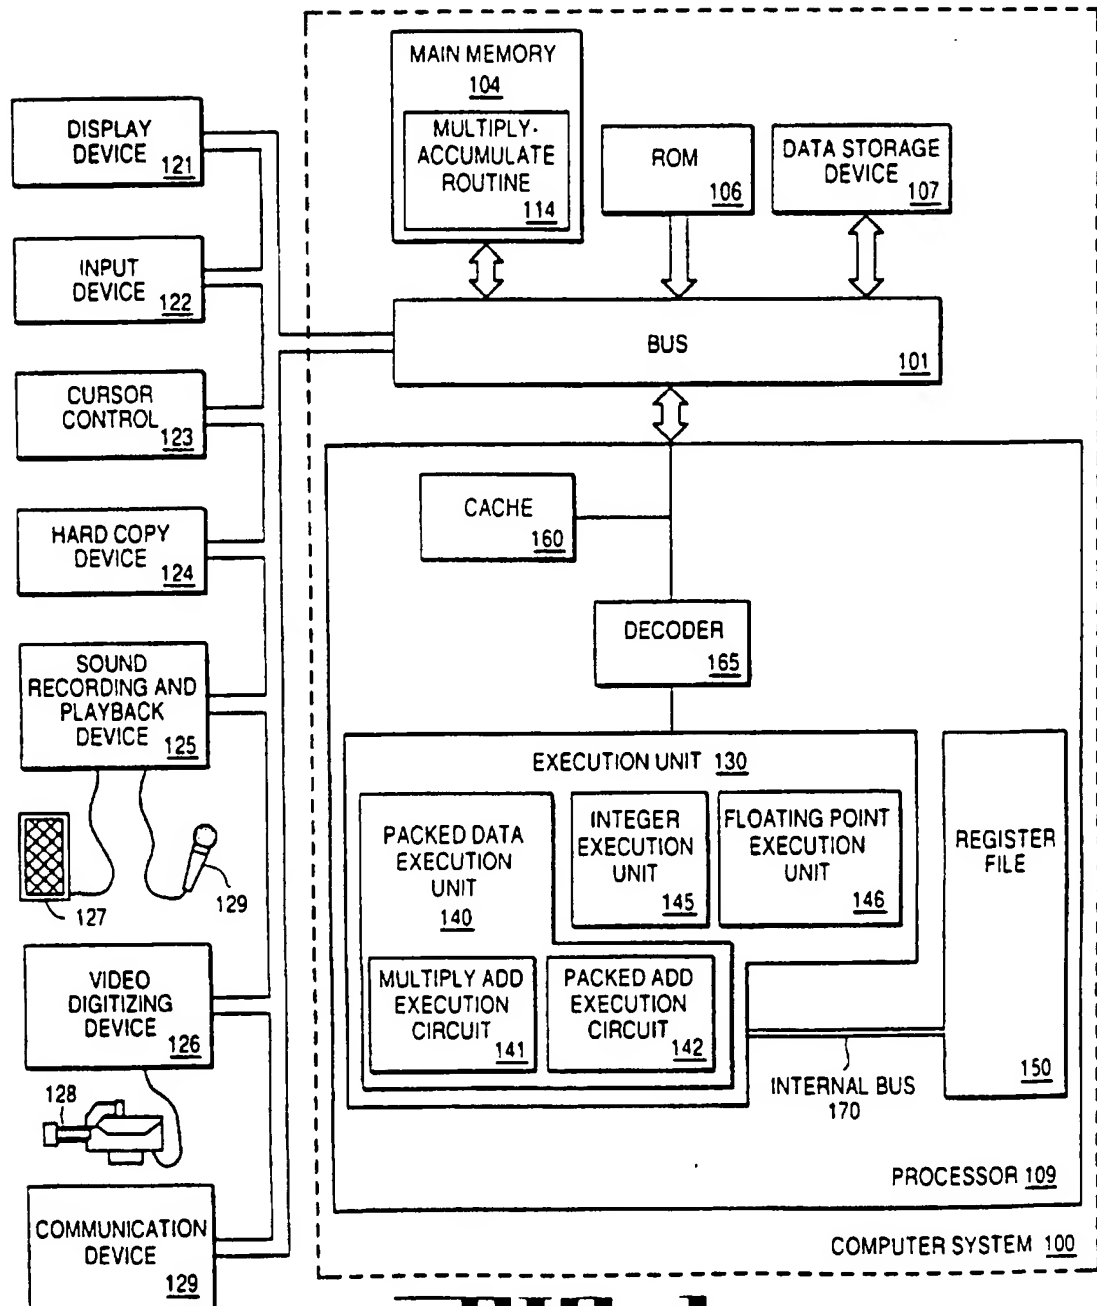 MAIN MEMORY
104
MULTIPLY-
ACCUMULATE
ROUTINE
114
ROM
106
DATA STORAGE
DEVICE
107
DISPLAY
DEVICE
121
INPUT
DEVICE
122
BUS
101
CURSOR
CONTROL
123
CACHE
160
HARD COPY
DEVICE
124
DECODER
165
SOUND
RECORDING AND
PLAYBACK
DEVICE
125
127
129
EXECUTION UNIT 130
PACKED DATA
EXECUTION
UNIT
140
INTEGER
EXECUTION
UNIT
145
FLOATING POINT
EXECUTION
UNIT
146
REGISTER
FILE
150
MULTIPLY ADD
EXECUTION
CIRCUIT
141
PACKED ADD
EXECUTION
CIRCUIT
142
INTERNAL BUS
170
VIDEO
DIGITIZING
DEVICE
126
128
COMMUNICATION
DEVICE
129
PROCESSOR 109
COMPUTER SYSTEM 100